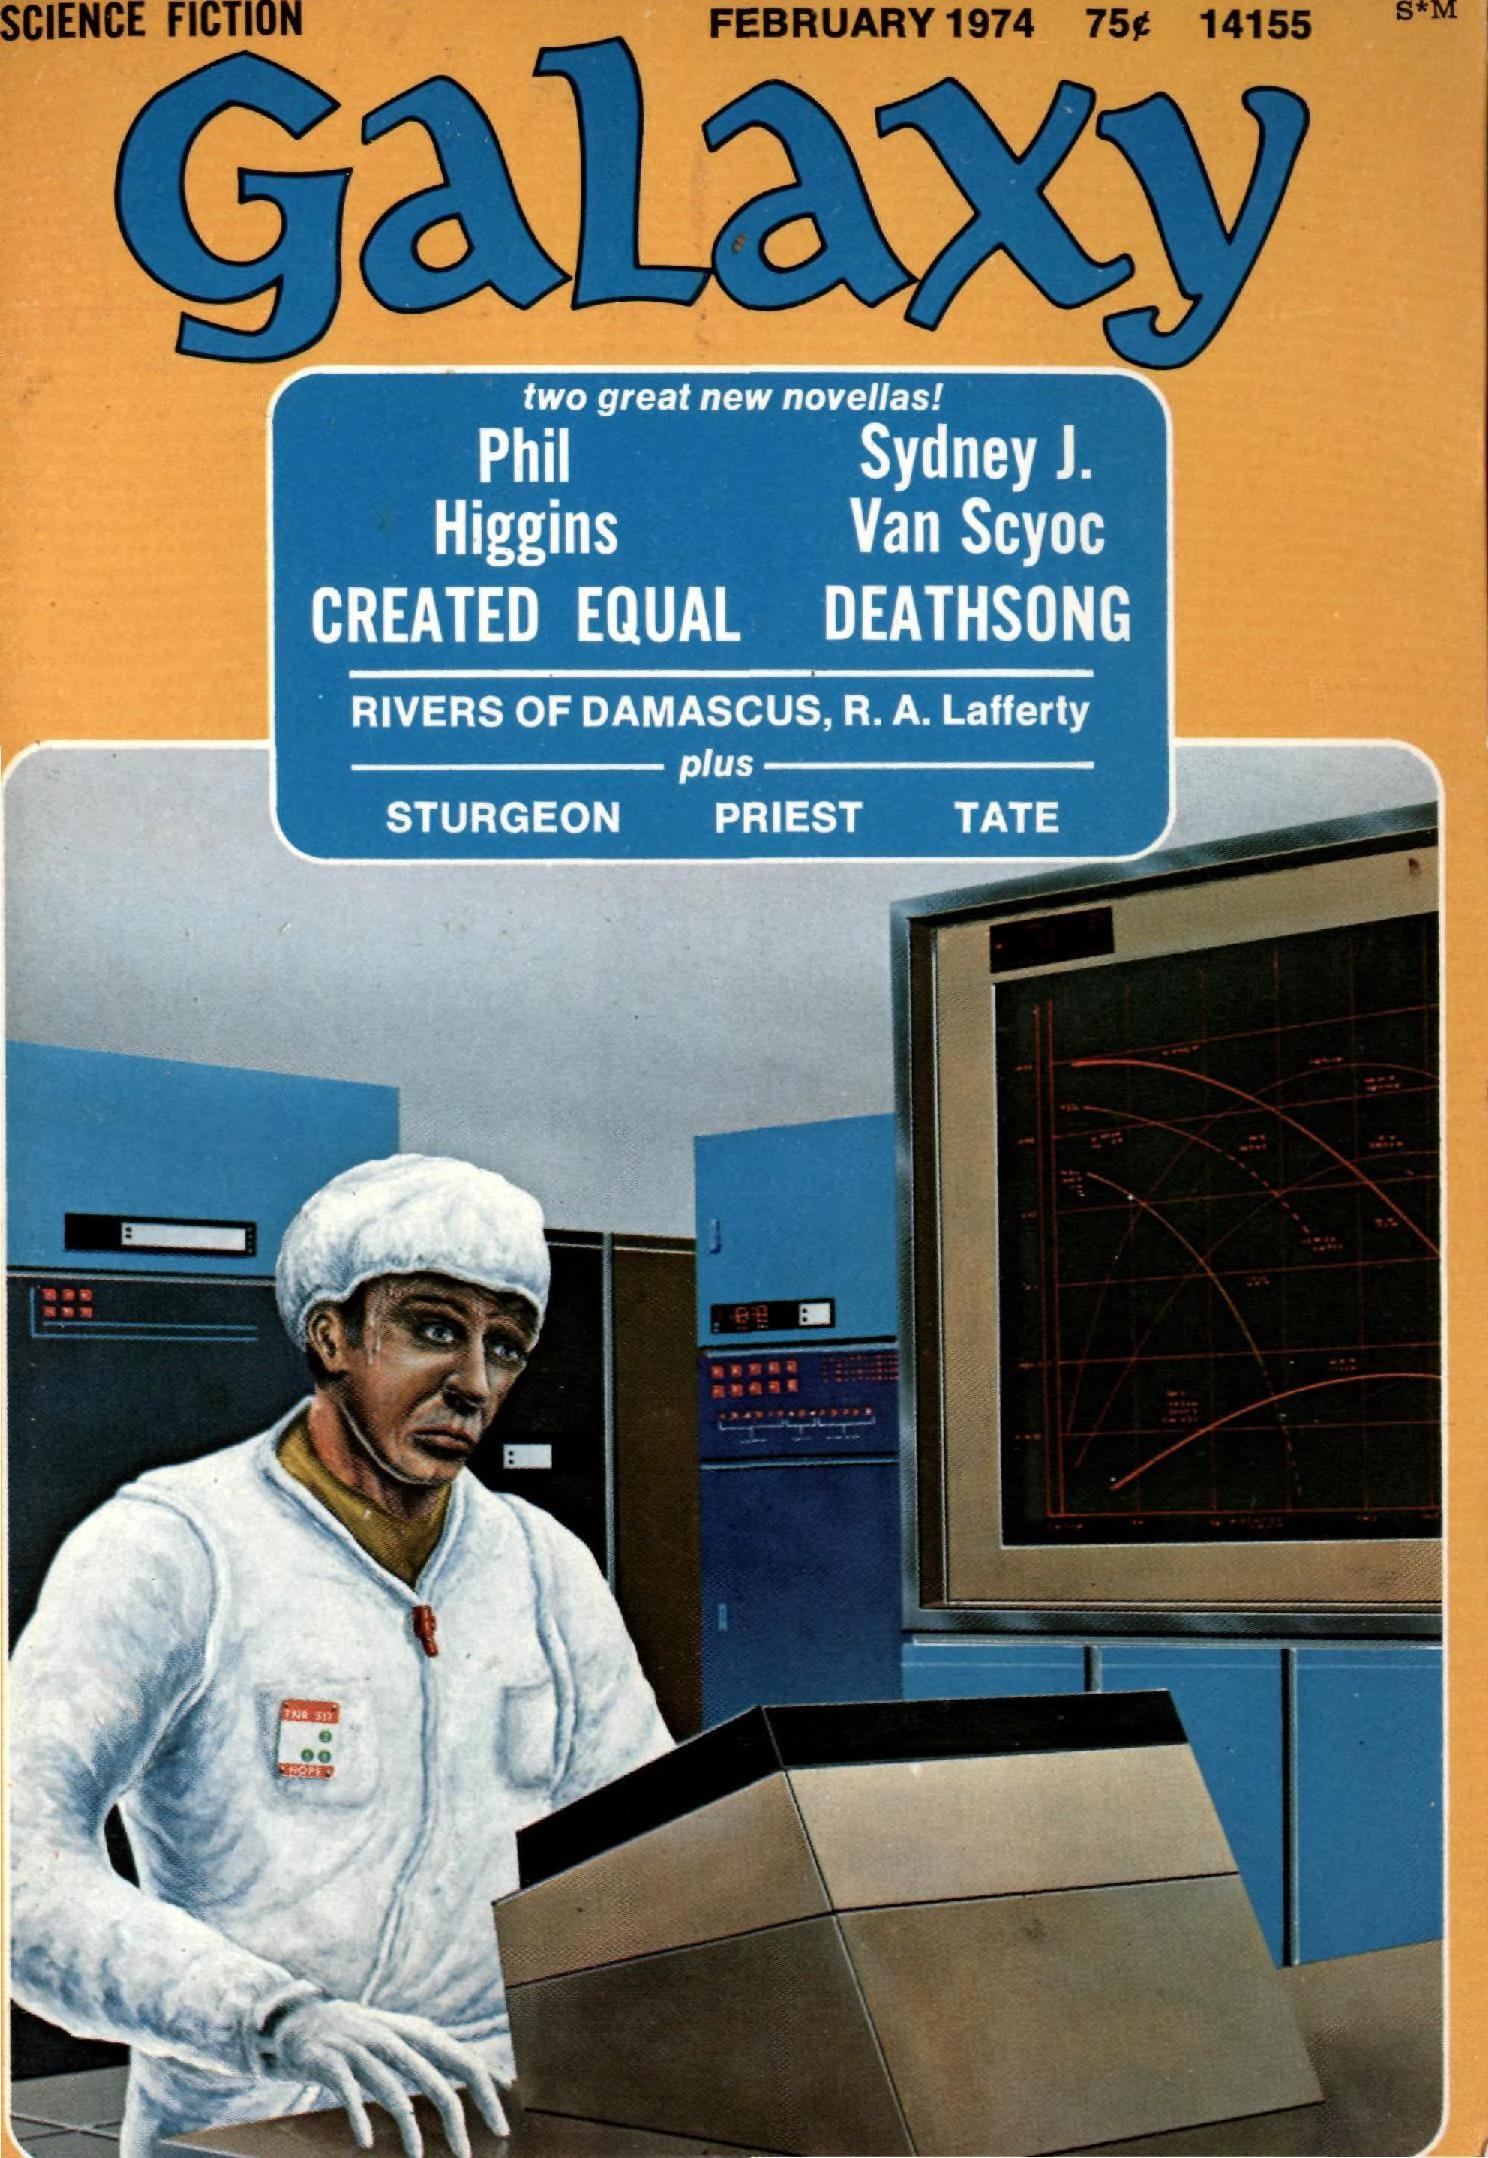 SCIENCE FICTION
FEBRUARY 1974 75¢ 14155
S*M
Galaxy
two great new novellas!
Phil
Higgins
CREATED EQUAL
Sydney J.
Van Scyoc
DEATHSONG
RIVERS OF DAMASCUS, R. A. Lafferty
plus
STURGEON PRIEST TATE
HOPE